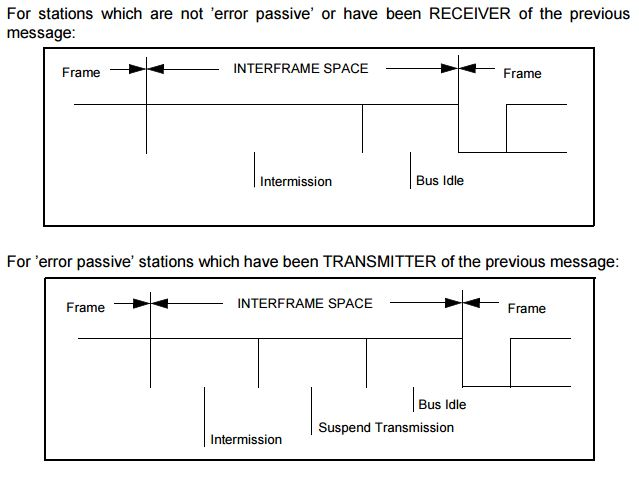 For stations which are not 'error passive' or have been RECEIVER of the previous
message:
Frame INTERFRAME SPACE Frame
Intermission Bus Idle
For 'error passive' stations which have been TRANSMITTER of the previous message:
Frame INTERFRAME SPACE Frame
Bus Idle
Suspend Transmission
Intermission